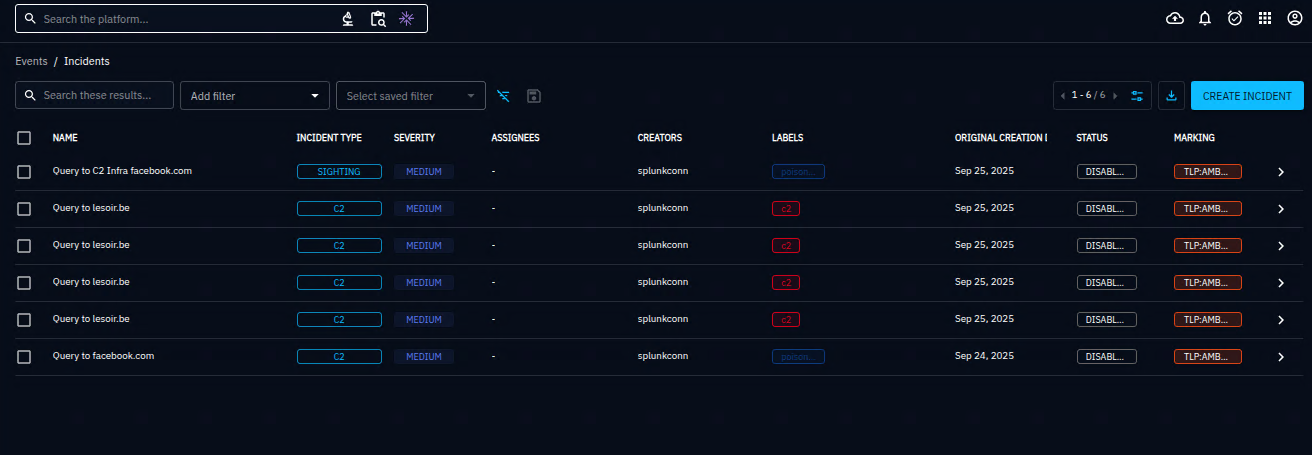 Search the platform...
Events / Incidents
Search these results... Add filter Select saved filter 1 - 6 / 6 CREATE INCIDENT
NAME INCIDENT TYPE SEVERITY ASSIGNEES CREATORS LABELS ORIGINAL CREATION STATUS MARKING
Query to C2 Infra facebook.com SIGHTING MEDIUM - splunkconn poison... Sep 25, 2025 DISABL... TLP:AMB...
Query to lesoir.be C2 MEDIUM - splunkconn c2 Sep 25, 2025 DISABL... TLP:AMB...
Query to lesoir.be C2 MEDIUM - splunkconn c2 Sep 25, 2025 DISABL... TLP:AMB...
Query to lesoir.be C2 MEDIUM - splunkconn c2 Sep 25, 2025 DISABL... TLP:AMB...
Query to lesoir.be C2 MEDIUM - splunkconn c2 Sep 25, 2025 DISABL... TLP:AMB...
Query to facebook.com C2 MEDIUM - splunkconn poison... Sep 24, 2025 DISABL... TLP:AMB...